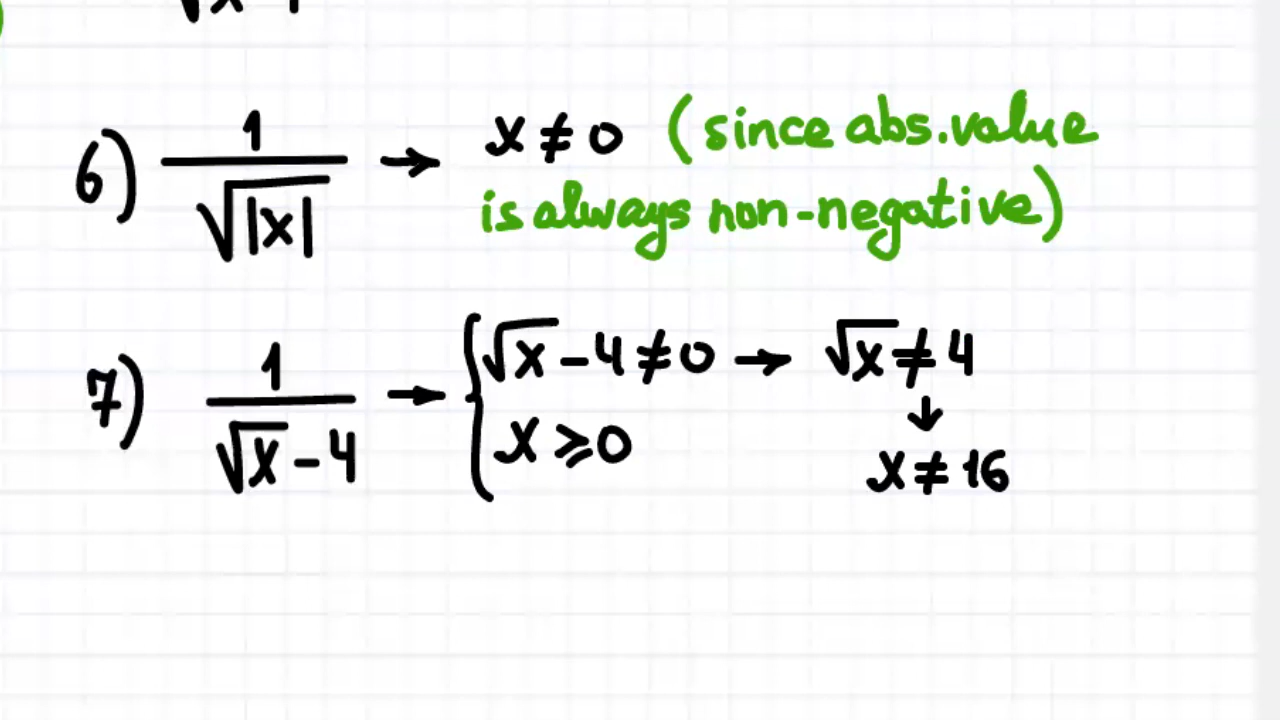 6) 1/√|x| → x ≠ 0 (since abs.value
is always non-negative)
7) 1/(√x - 4) → { √x - 4 ≠ 0 → √x ≠ 4
x ⩾ 0
↓
x ≠ 16